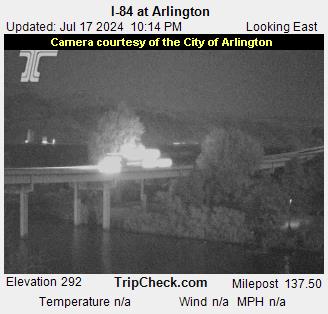 I-84 at Arlington
Updated: Jul 17 2024 10:14 PM Looking East
Camera courtesy of the City of Arlington
Elevation 292 TripCheck.com Milepost 137.50
Temperature n/a Wind n/a MPH n/a